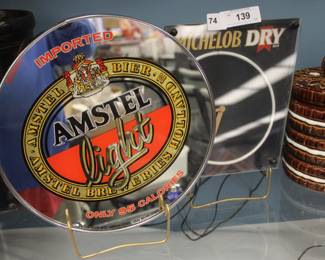 74 139
MICHELOB DRY
IMPORTED
BIER
AMSTEL
AMSTEL
light
ONLY 95 CALORIES